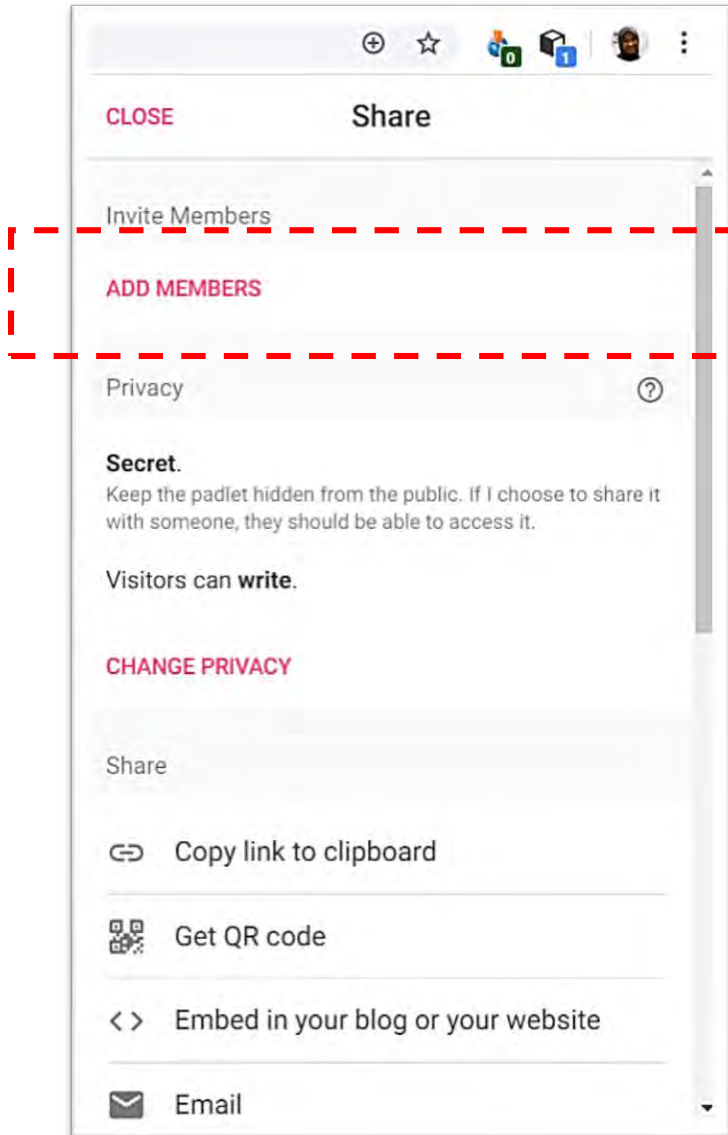 0
1
CLOSE
Share
Invite Members
ADD MEMBERS
Privacy
Secret.
Keep the padlet hidden from the public. If I choose to share it
with someone, they should be able to access it.
Visitors can write.
CHANGE PRIVACY
Share
Copy link to clipboard
Get QR code
Embed in your blog or your website
Email